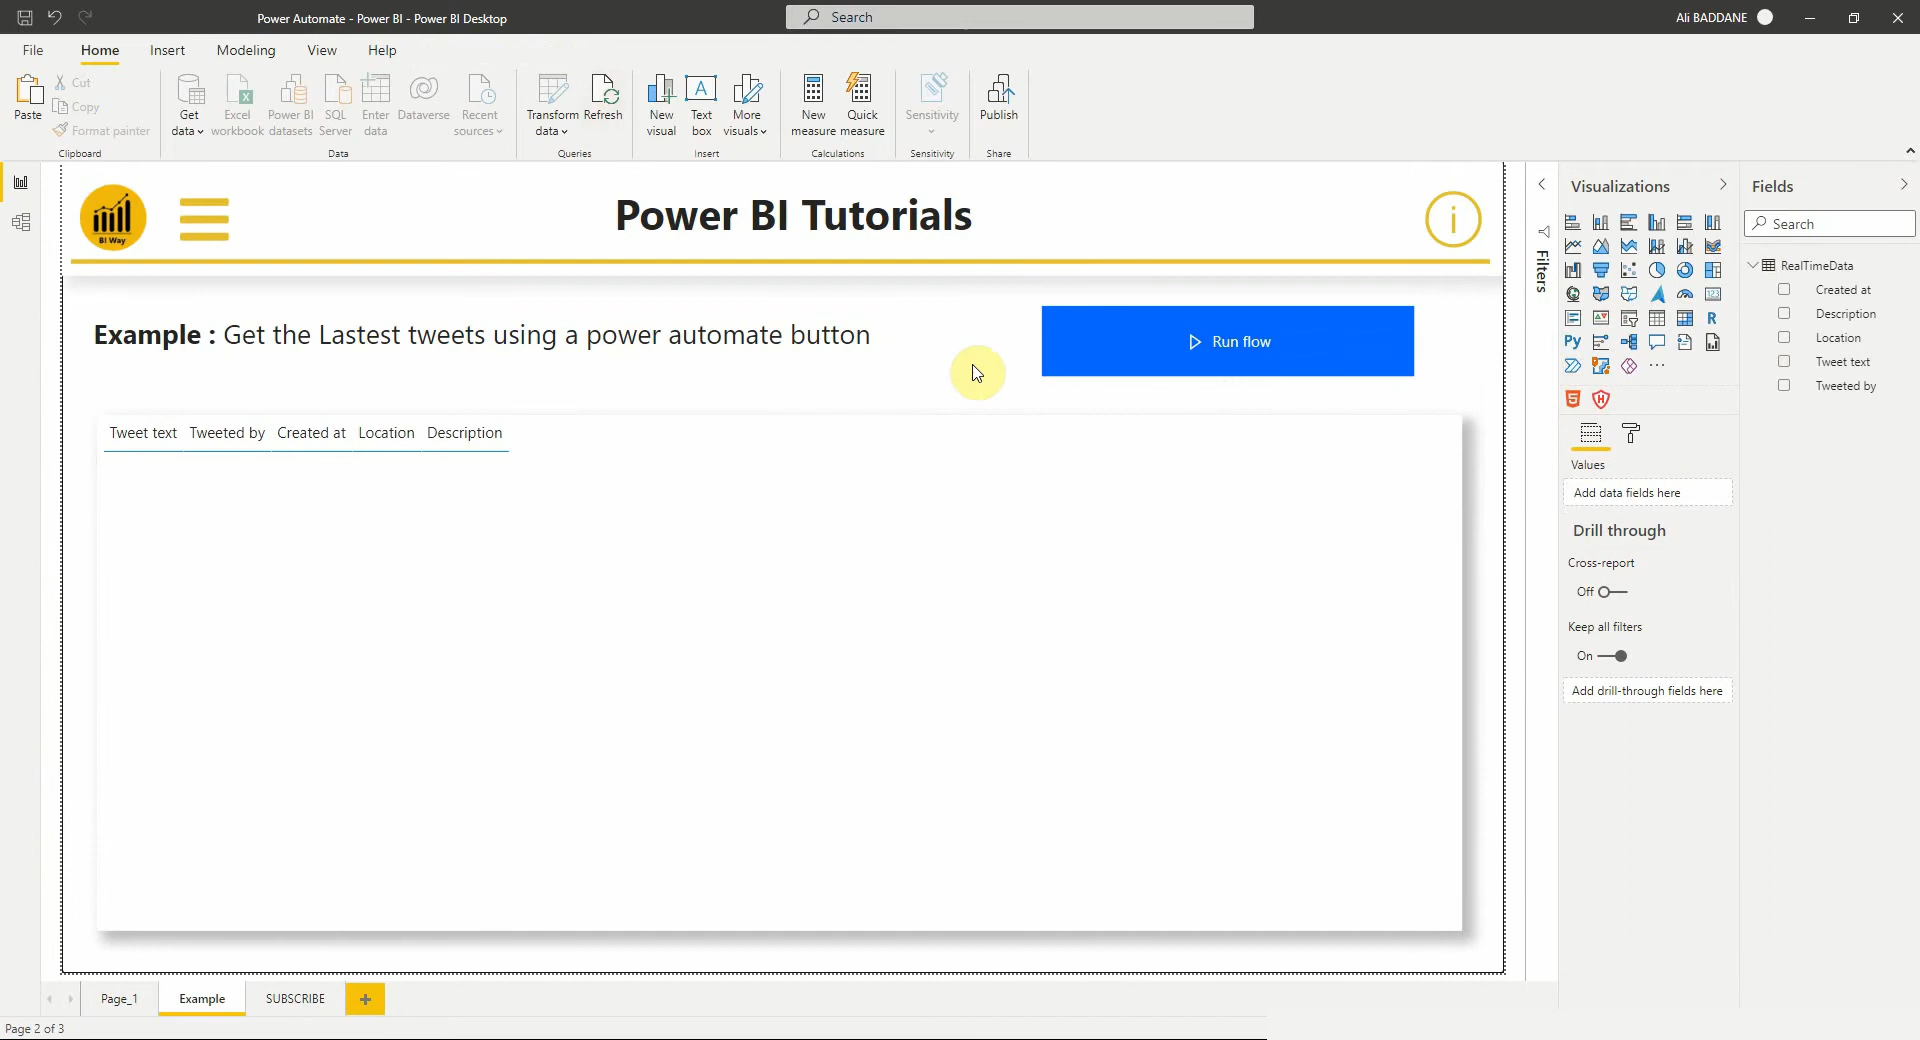 Power Automate - Power BI - Power BI Desktop
Search
Ali BADDANE
File Home Insert Modeling View Help
Paste
Cut
Copy
Format painter
Clipboard
Get data
Excel workbook
Power BI datasets
SQL Server
Enter data
Dataverse
Recent sources
Data
Transform data
Refresh
Queries
New visual
Text box
More visuals
Insert
New measure
Quick measure
Calculations
Sensitivity
Sensitivity
Publish
Share
BI Way
Power BI Tutorials
i
Example : Get the Lastest tweets using a power automate button
Run flow
Tweet text Tweeted by Created at Location Description
Filters
Visualizations
R
Py
123
Values
Add data fields here
Drill through
Cross-report
Off
Keep all filters
On
Add drill-through fields here
Fields
Search
RealTimeData
Created at
Description
Location
Tweet text
Tweeted by
Page_1 Example SUBSCRIBE +
Page 2 of 3